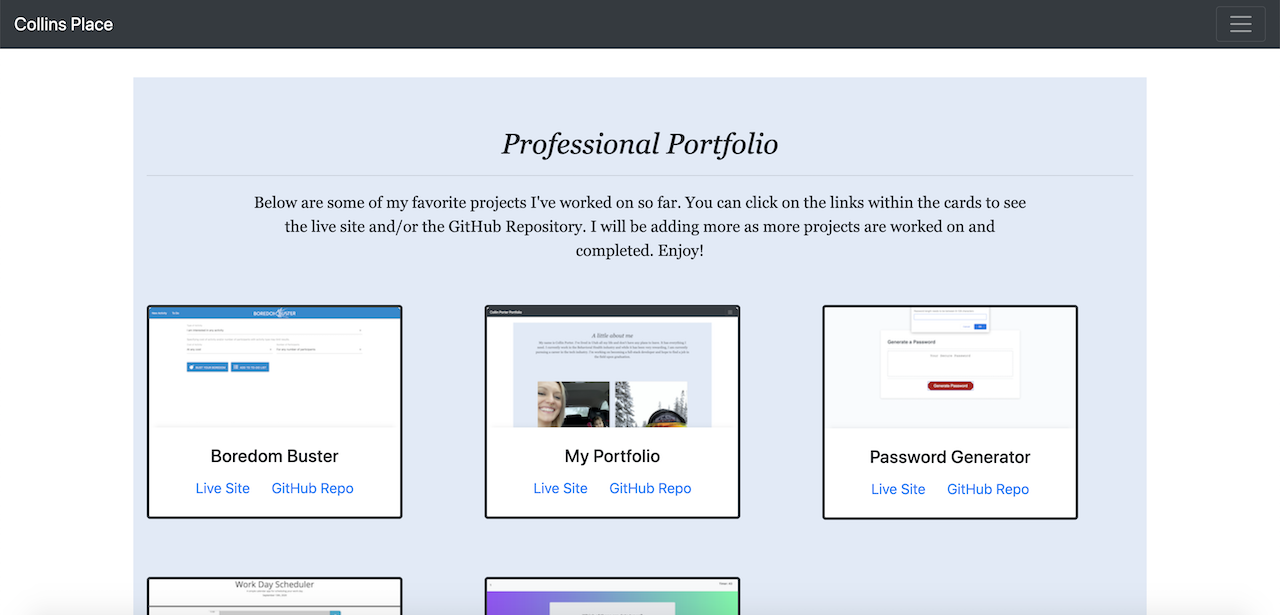 Collins Place
Professional Portfolio
Below are some of my favorite projects I've worked on so far. You can click on the links within the cards to see
the live site and/or the GitHub Repository. I will be adding more as more projects are worked on and
completed. Enjoy!
BOREDOM BUSTER
Boredom Buster
Live Site GitHub Repo
A little about me
My Portfolio
Live Site GitHub Repo
Generate a Password
Your Secure Password
Generate Password
Password Generator
Live Site GitHub Repo
Work Day Scheduler